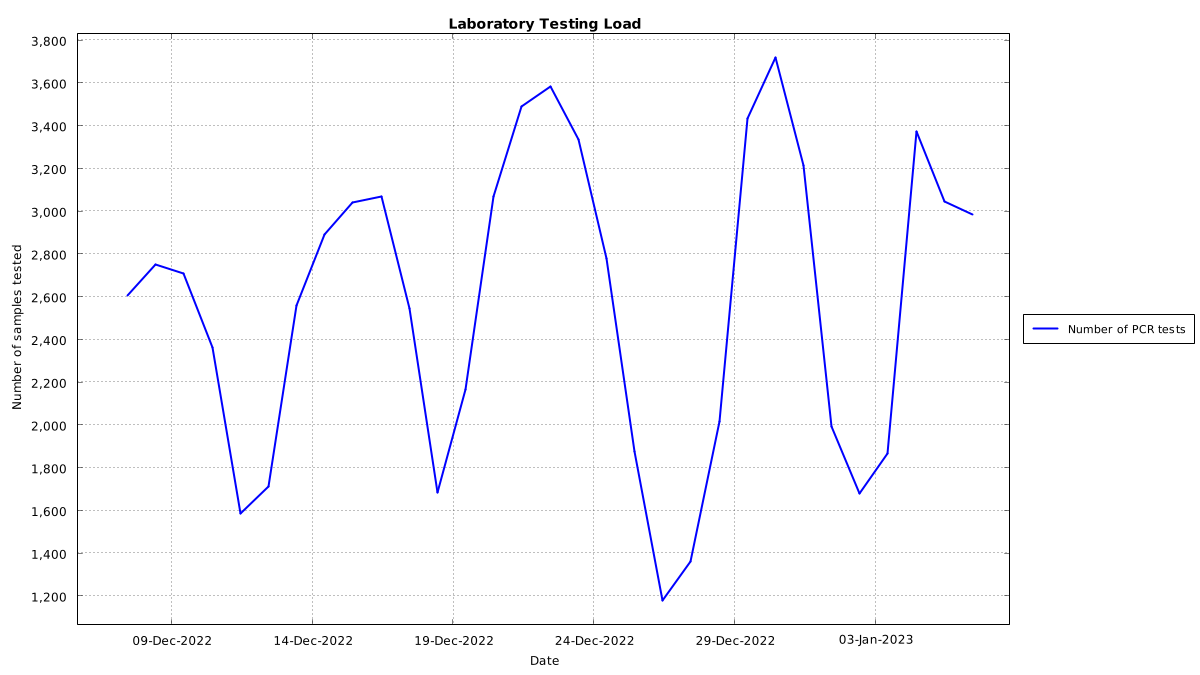 Laboratory Testing Load
3,800
3,600
3,400
3,200
3,000
2,800
2,600
2,400
2,200
2,000
1,800
1,600
1,400
1,200
Number of samples tested
09-Dec-2022
14-Dec-2022
19-Dec-2022
24-Dec-2022
29-Dec-2022
03-Jan-2023
Date
Number of PCR tests